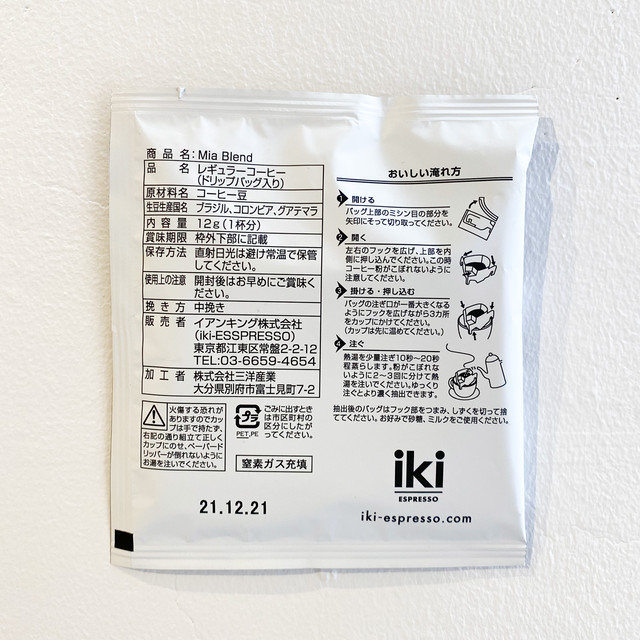 商品名：Mia Blend
品名 レギュラーコーヒー
（ドリップバッグ入り）
原材料名 コーヒー豆
生豆生産国名 ブラジル、コロンビア、グアテマラ
内容量 12g（1杯分）
賞味期限 枠外下部に記載
保存方法 直射日光は避け常温で保管
してください。
使用上の注意 開封後はお早めにご賞味く
ださい。
挽き方 中挽き
販売者 イアンキング株式会社
(iki-ESSPRESSO)
東京都江東区常盤2-2-12
TEL:03-6659-4654
加工者 株式会社三洋産業
大分県別府市富士見町7-2
火傷する恐れが
ありますのでカッ
プは手で持たず、
右記の通り組立て正しく
カップにのせ、ペーパード
リッパーが倒れないように
お湯を注いでください。
プラ
PET,PE
ごみに出すときは
は市区町村の
区分にしたが
ってください。
窒素ガス充填
21.12.21
おいしい淹れ方
1 開ける
バッグ上部のミシン目の部分を
矢印にそって切り取ってください。
2 開く
左右のフックを広げ、上部を内
側に押し込んでください。この時
コーヒー粉がこぼれないように
注意してください。
3 掛ける・押し込む
バッグの注ぎ口が一番大きくなる
ようにフックを広げながら3カ所
をカップにかけてください。
（カップは先に温めてください。）
4 注ぐ
熱湯を少量注ぎ10秒～20秒
程蒸らします。粉がこぼれ
ないように2～3回に分けて熱
湯を注いでください。ゆっくり
注ぐとより濃く抽出できます。
抽出後のバッグはフック部をつまみ、しずくを切って捨
ててください。お好みで砂糖、ミルクをご使用ください。
iki
ESPRESSO
iki-espresso.com